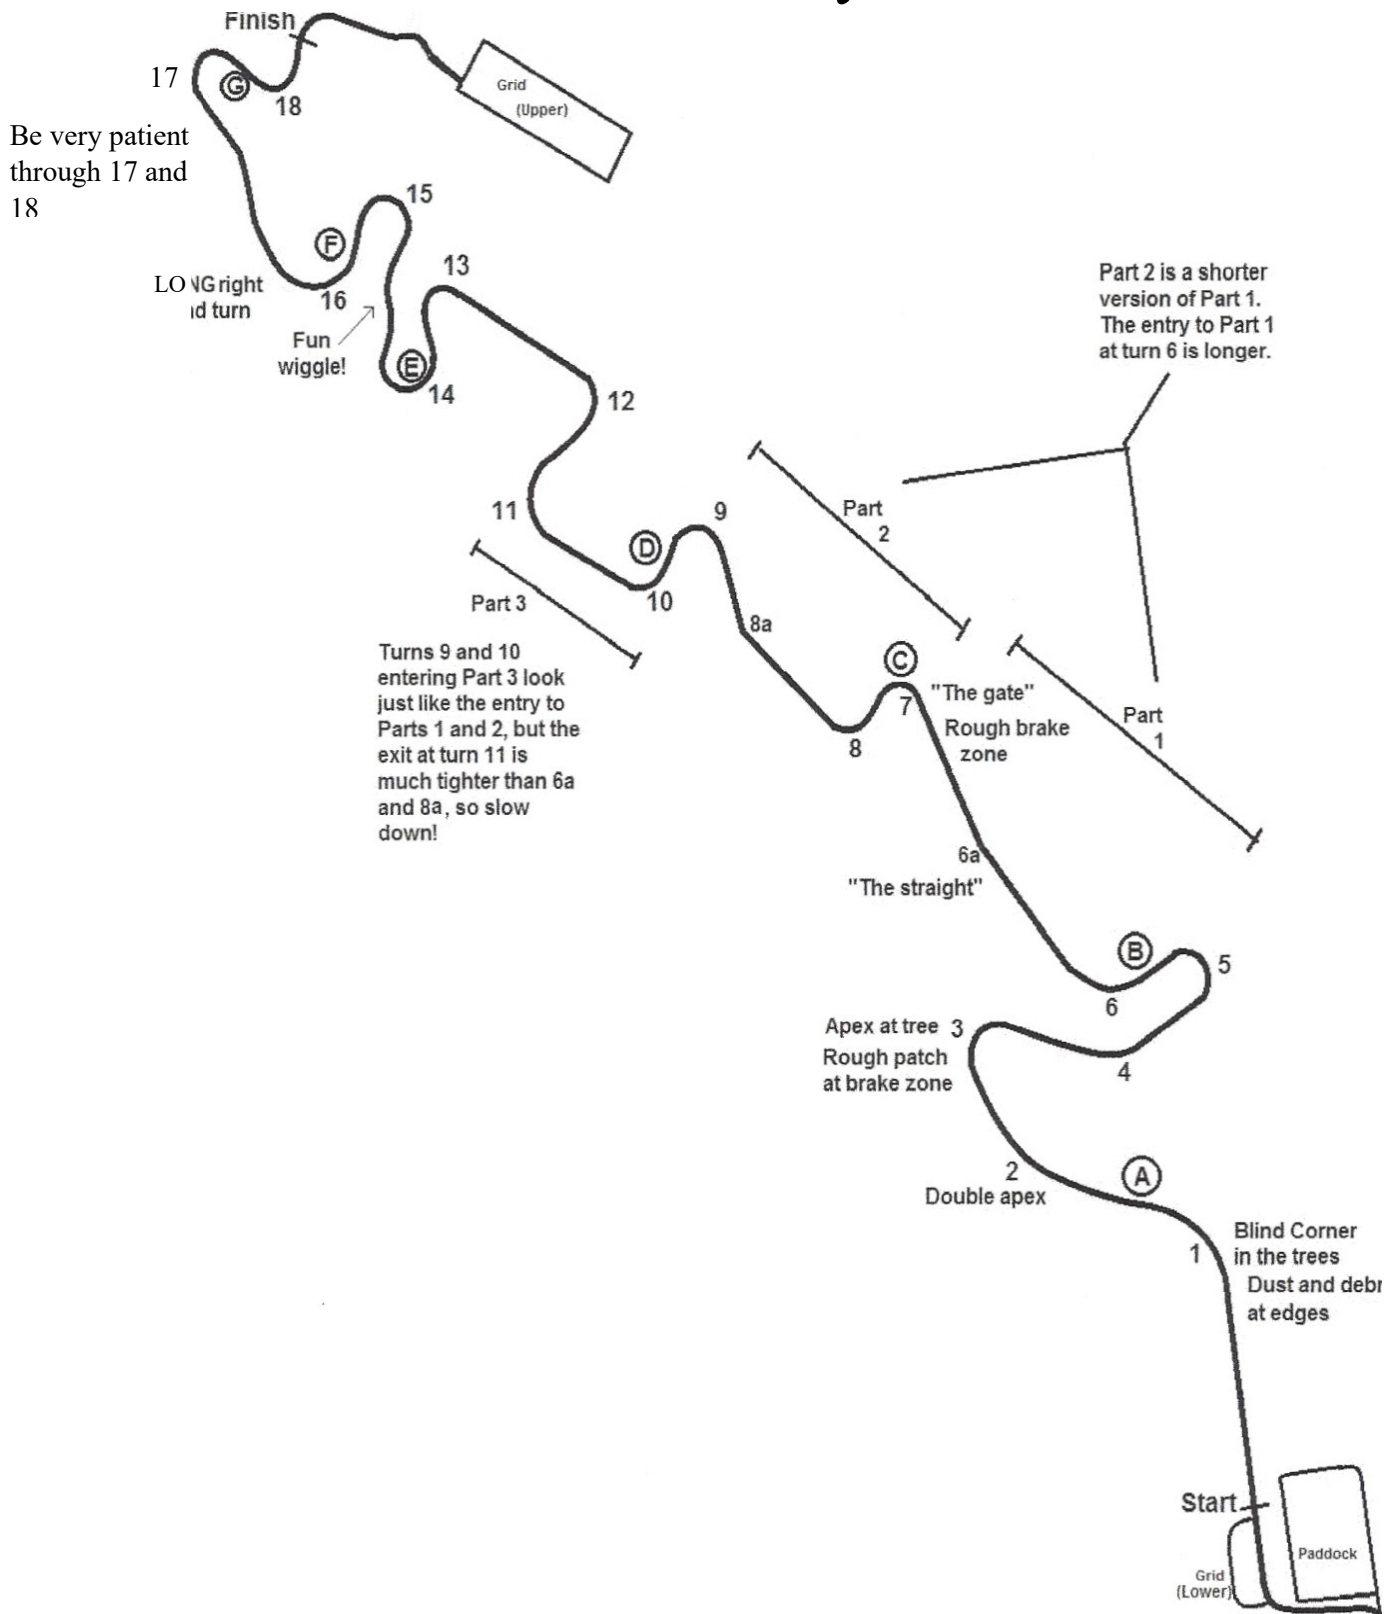 Finish
17
G
18
Grid
(Upper)
Be very patient
through 17 and
18
15
F
13
LONG right
nd turn
16
Fun
wiggle!
E
14
12
Part 2 is a shorter
version of Part 1.
The entry to Part 1
at turn 6 is longer.
11
9
Part
2
D
10
Part 3
8a
Turns 9 and 10
entering Part 3 look
just like the entry to
Parts 1 and 2, but the
exit at turn 11 is
much tighter than 6a
and 8a, so slow
down!
C
"The gate"
7
Rough brake
zone
8
Part
1
6a
"The straight"
B
5
6
Apex at tree
3
Rough patch
at brake zone
4
2
Double apex
A
1
Blind Corner
in the trees
Dust and debr
at edges
Start
Paddock
Grid
(Lower)